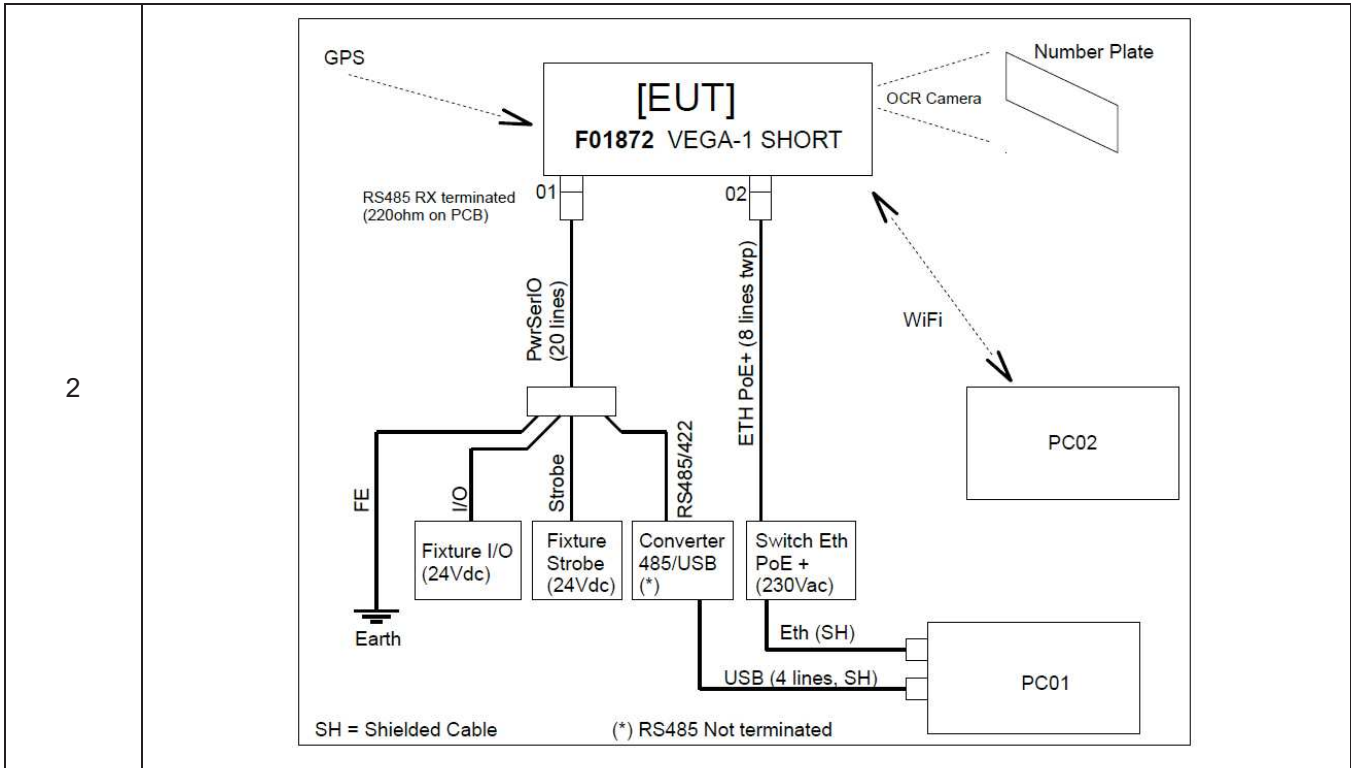 2
GPS
Number Plate
[EUT]
F01872 VEGA-1 SHORT
OCR Camera
RS485 RX terminated
(220ohm on PCB)
01
02
PwrSerIO
(20 lines)
ETH PoE+ (8 lines twp)
WiFi
PC02
FE
I/O
Strobe
RS485/422
Fixture I/O
(24Vdc)
Fixture
Strobe
(24Vdc)
Converter
485/USB
(*)
Switch Eth
PoE +
(230Vac)
Earth
Eth (SH)
USB (4 lines, SH)
PC01
SH = Shielded Cable
(*) RS485 Not terminated